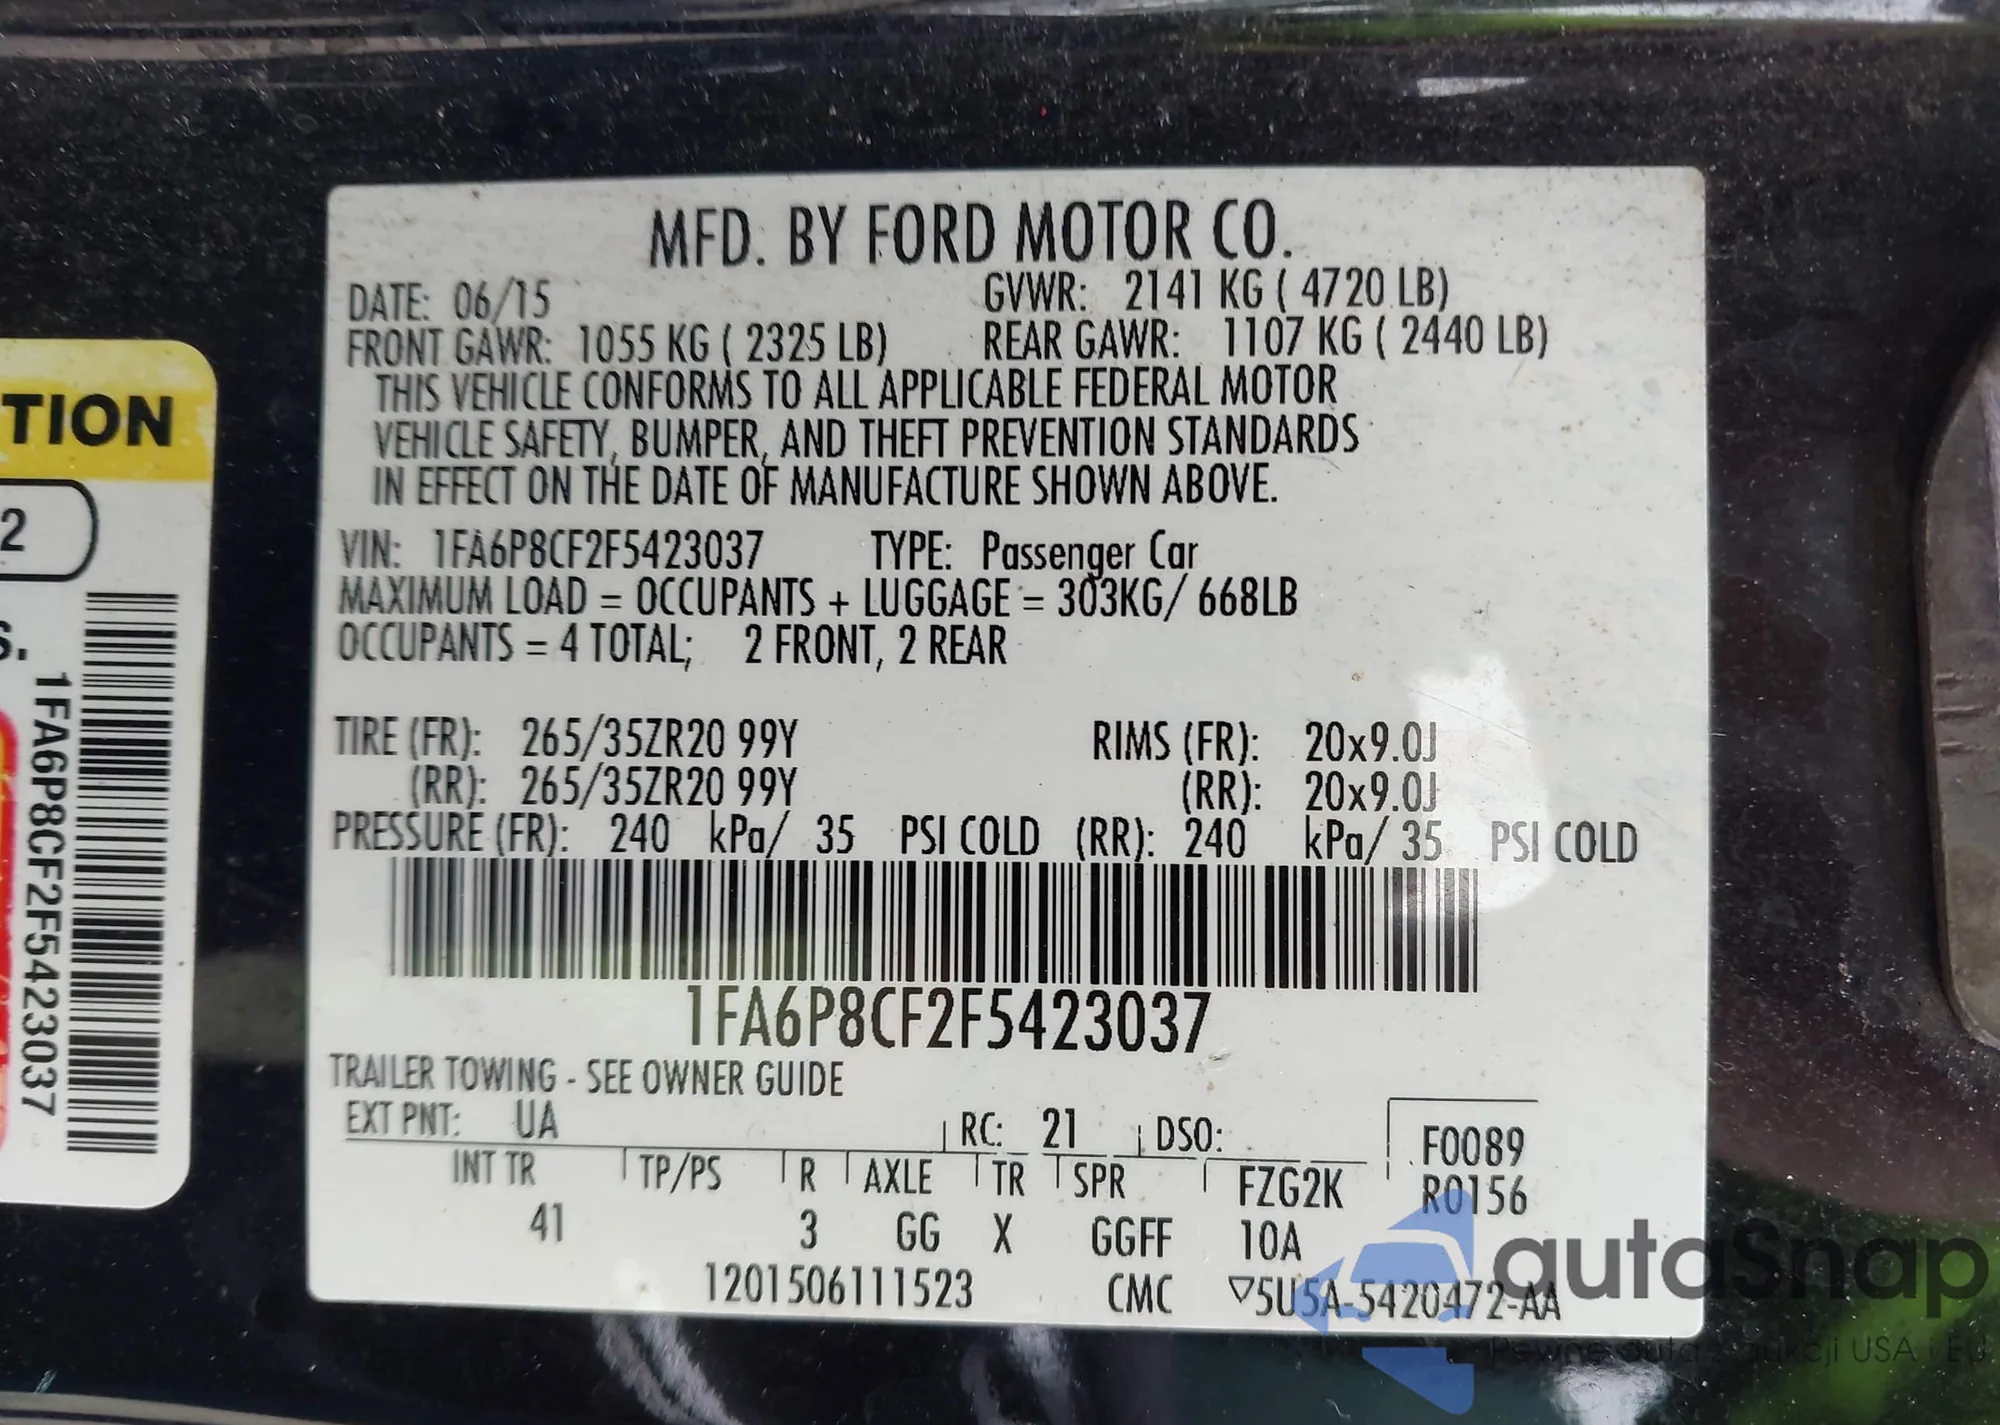 MFD. BY FORD MOTOR CO.
DATE: 06/15 GVWR: 2141 KG ( 4720 LB)
FRONT GAWR: 1055 KG ( 2325 LB) REAR GAWR: 1107 KG ( 2440 LB)
THIS VEHICLE CONFORMS TO ALL APPLICABLE FEDERAL MOTOR
VEHICLE SAFETY, BUMPER, AND THEFT PREVENTION STANDARDS
IN EFFECT ON THE DATE OF MANUFACTURE SHOWN ABOVE.
VIN: 1FA6P8CF2F5423037 TYPE: Passenger Car
MAXIMUM LOAD = OCCUPANTS + LUGGAGE = 303KG/ 668LB
OCCUPANTS = 4 TOTAL; 2 FRONT, 2 REAR
TIRE (FR): 265/35ZR20 99Y RIMS (FR): 20x9.0J
(RR): 265/35ZR20 99Y (RR): 20x9.0J
PRESSURE (FR): 240 kPa/ 35 PSI COLD (RR): 240 kPa/ 35 PSI COLD
1FA6P8CF2F5423037
TRAILER TOWING - SEE OWNER GUIDE
EXT PNT: UA RC: 21 DSO: F0089
INT TR TP/PS R AXLE TR SPR FZG2K R0156
41 3 GG X GGFF 10A
1201506111523 CMC ▽5U5A-5420472-AA
TION
2
s.
1FA6P8CF2F5423037
autaSnap
Pewne auta z aukcji USA i EU